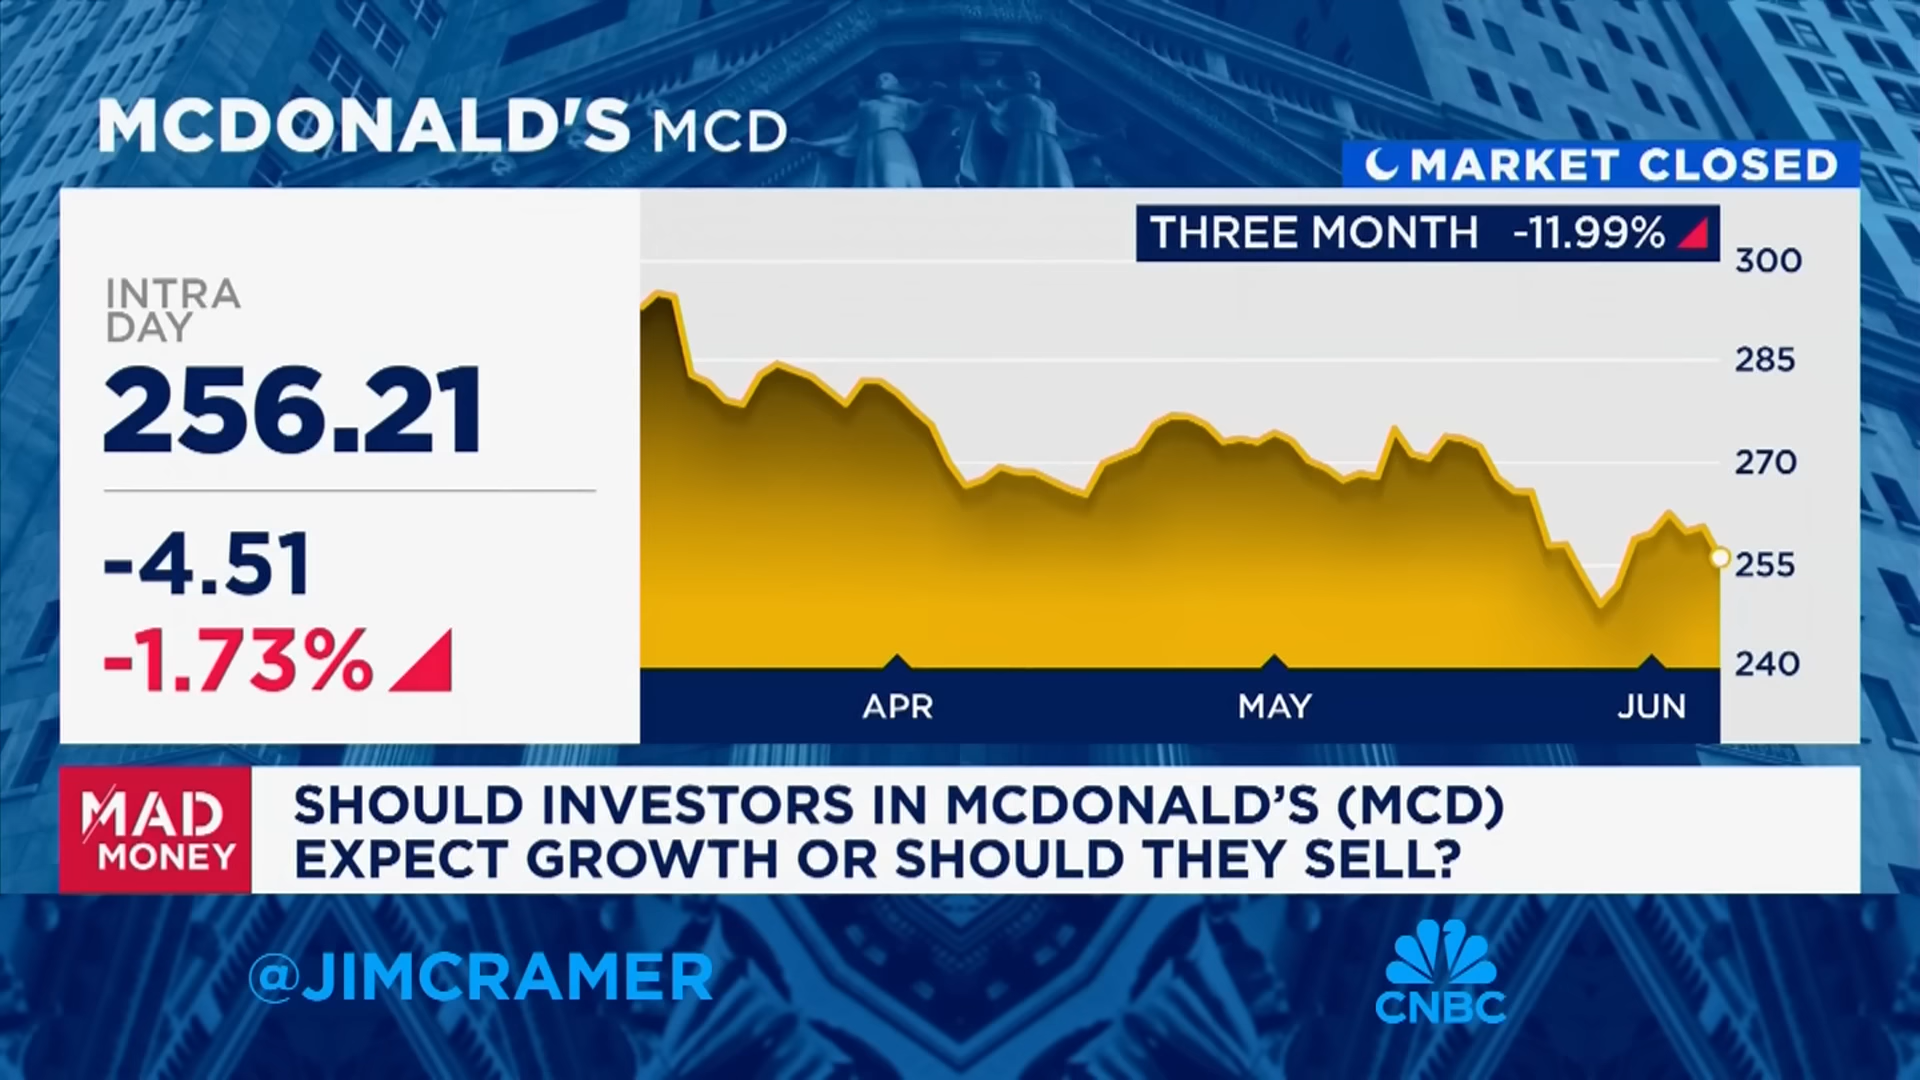 MCDONALD'S MCD
MARKET CLOSED
THREE MONTH -11.99%
INTRA
DAY
256.21
-4.51
-1.73%
300
285
270
255
240
APR MAY JUN
MAD
MONEY
SHOULD INVESTORS IN MCDONALD’S (MCD)
EXPECT GROWTH OR SHOULD THEY SELL?
@JIMCRAMER
CNBC